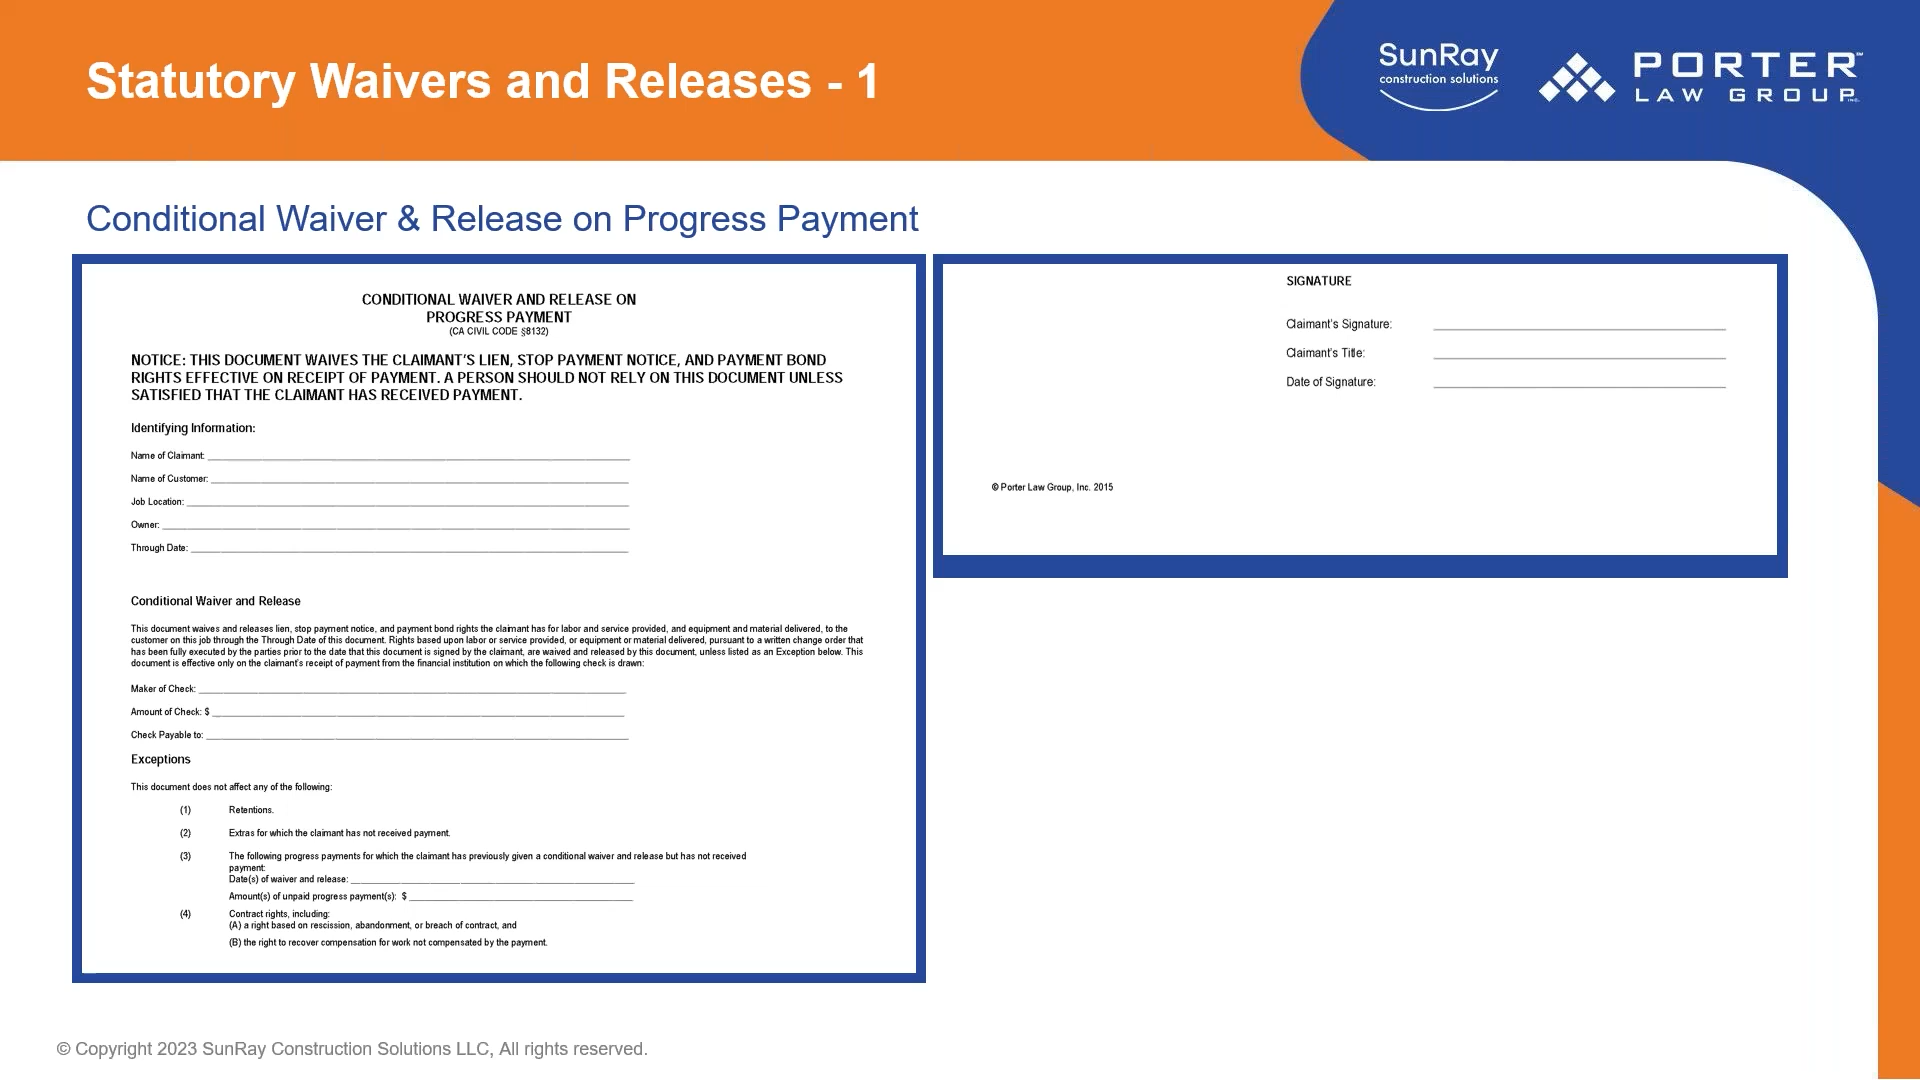 Statutory Waivers and Releases - 1
SunRay
construction solutions
PORTER™
LAW GROUP INC.
Conditional Waiver & Release on Progress Payment
CONDITIONAL WAIVER AND RELEASE ON
PROGRESS PAYMENT
(CA CIVIL CODE §8132)
NOTICE: THIS DOCUMENT WAIVES THE CLAIMANT'S LIEN, STOP PAYMENT NOTICE, AND PAYMENT BOND
RIGHTS EFFECTIVE ON RECEIPT OF PAYMENT. A PERSON SHOULD NOT RELY ON THIS DOCUMENT UNLESS
SATISFIED THAT THE CLAIMANT HAS RECEIVED PAYMENT.
Identifying Information:
Name of Claimant:
Name of Customer:
Job Location:
Owner:
Through Date:
Conditional Waiver and Release
This document waives and releases lien, stop payment notice, and payment bond rights the claimant has for labor and service provided, and equipment and material delivered, to the
customer on this job through the Through Date of this document. Rights based upon labor or service provided, or equipment or material delivered, pursuant to a written change order that
has been fully executed by the parties prior to the date that this document is signed by the claimant, are waived and released by this document, unless listed as an Exception below. This
document is effective only on the claimant's receipt of payment from the financial institution on which the following check is drawn:
Maker of Check:
Amount of Check: $
Check Payable to:
Exceptions
This document does not affect any of the following:
(1) Retentions.
(2) Extras for which the claimant has not received payment.
(3) The following progress payments for which the claimant has previously given a conditional waiver and release but has not received
payment:
Date(s) of waiver and release:
Amount(s) of unpaid progress payment(s): $
(4) Contract rights, including:
(A) a right based on rescission, abandonment, or breach of contract, and
(B) the right to recover compensation for work not compensated by the payment.
SIGNATURE
Claimant's Signature:
Claimant's Title:
Date of Signature:
© Porter Law Group, Inc. 2015
© Copyright 2023 SunRay Construction Solutions LLC, All rights reserved.